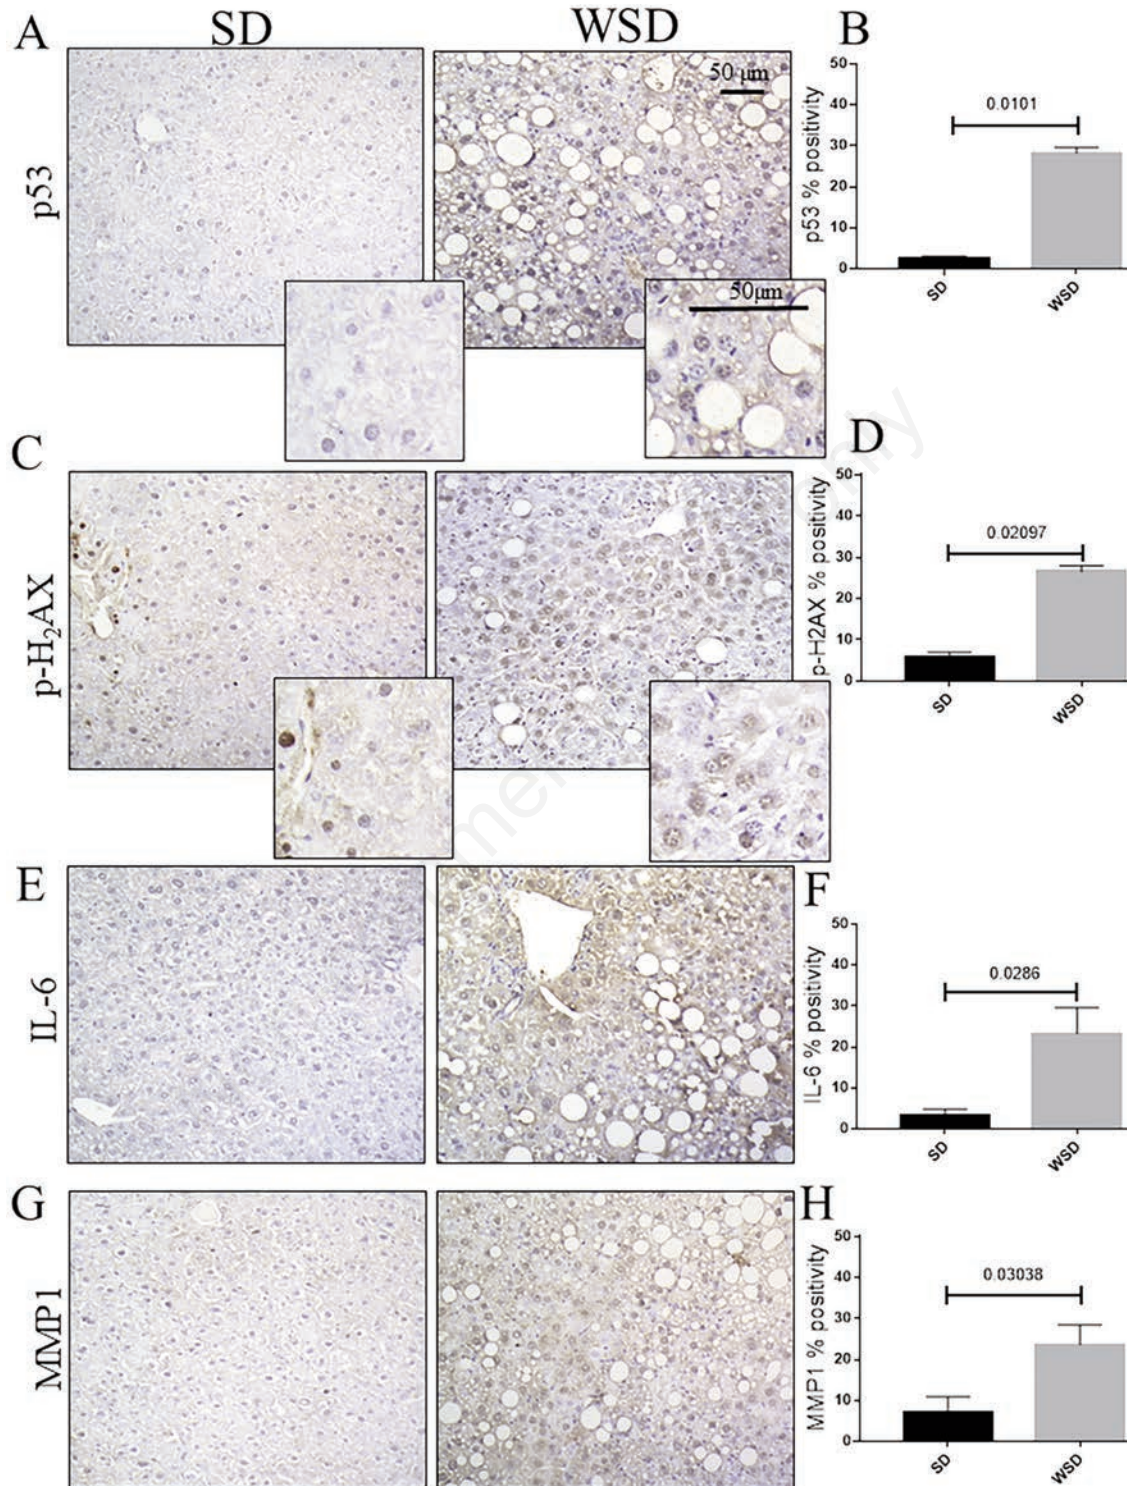 SD WSD
A
p53
50 µm
50µm
B
p53 % positivity
50
40
30
20
10
0
0.0101
SD
WSD
C
p-H₂AX
D
p-H2AX % positivity
50
40
30
20
10
0
0.02097
SD
WSD
E
IL-6
F
IL-6 % positivity
50
40
30
20
10
0
0.0286
SD
WSD
G
MMP1
H
MMP1 % positivity
50
40
30
20
10
0
0.03038
SD
WSD